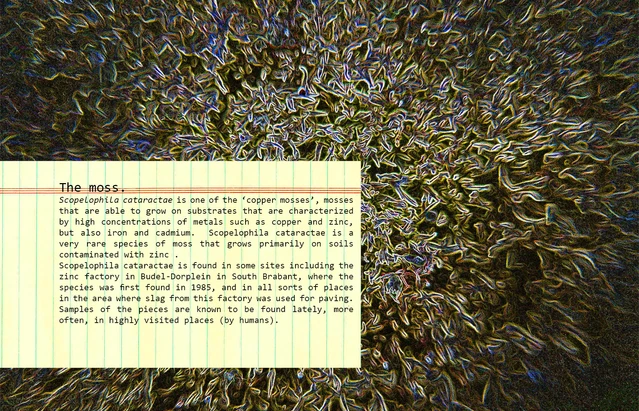 The moss.
Scopelophila cataractae is one of the ‘copper mosses’, mosses
that are able to grow on substrates that are characterized
by high concentrations of metals such as copper and zinc,
but also iron and cadmium. Scopelophila cataractae is a
very rare species of moss that grows primarily on soils
contaminated with zinc .
Scopelophila cataractae is found in some sites including the
zinc factory in Budel-Dorplein in South Brabant, where the
species was first found in 1985, and in all sorts of places
in the area where slag from this factory was used for paving.
Samples of the pieces are known to be found lately, more
often, in highly visited places (by humans).